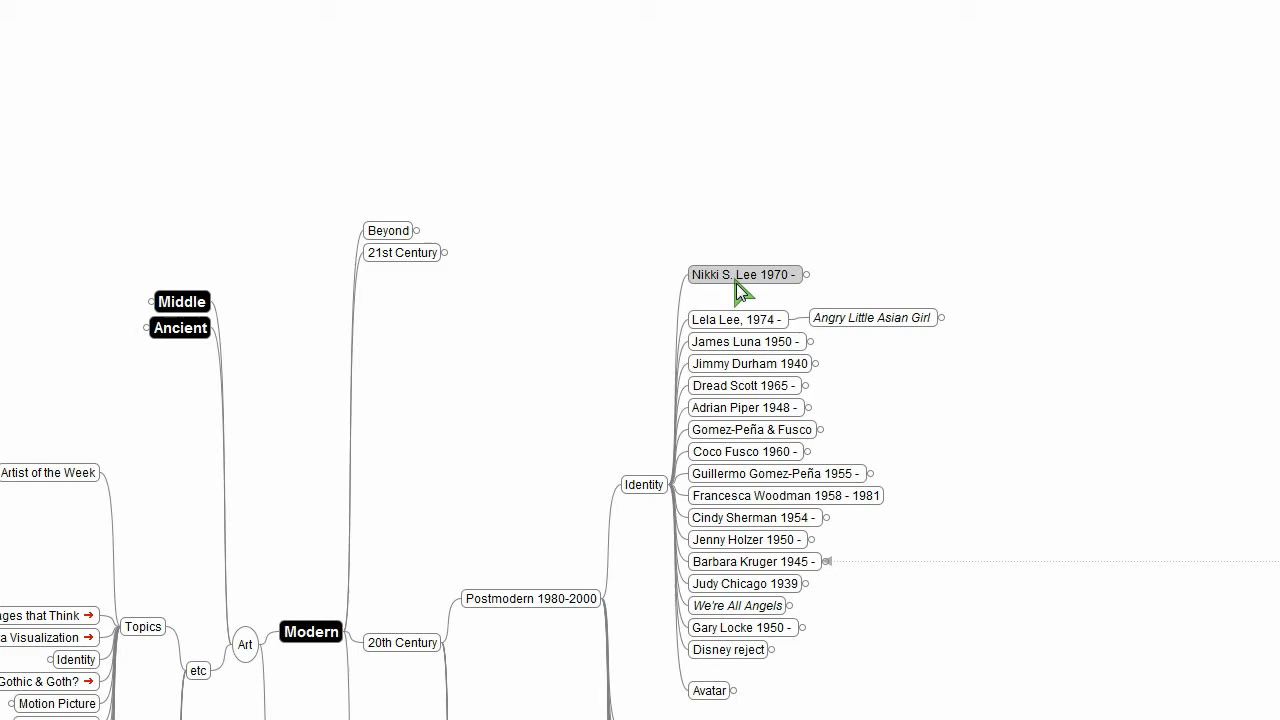 Beyond
21st Century
Nikki S. Lee 1970 -
Middle
Ancient
Lela Lee, 1974 -
Angry Little Asian Girl
James Luna 1950 -
Jimmy Durham 1940
Dread Scott 1965 -
Adrian Piper 1948 -
Gomez-Peña & Fusco
Coco Fusco 1960 -
Artist of the Week
Guillermo Gomez-Peña 1955 -
Identity
Francesca Woodman 1958 - 1981
Cindy Sherman 1954 -
Jenny Holzer 1950 -
Barbara Kruger 1945 -
Judy Chicago 1939
Postmodern 1980-2000
We're All Angels
ages that Think
Topics
Modern
Gary Locke 1950 -
a Visualization
Art
20th Century
Disney reject
Identity
etc
Gothic & Goth?
Avatar
Motion Picture